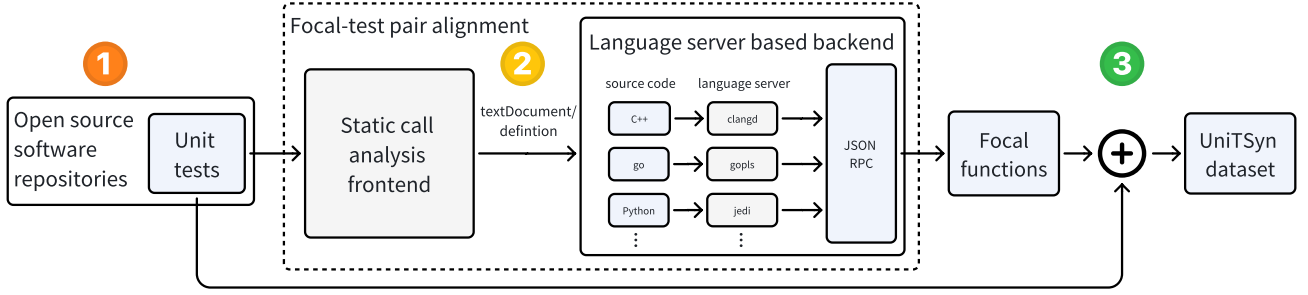 1
Open source
software
repositories
Unit
tests
Focal-test pair alignment
Static call
analysis
frontend
2
textDocument/
defintion
Language server based backend
source code
language server
C++
clangd
go
gopls
Python
jedi
JSON
RPC
Focal
functions
3
UniTSyn
dataset